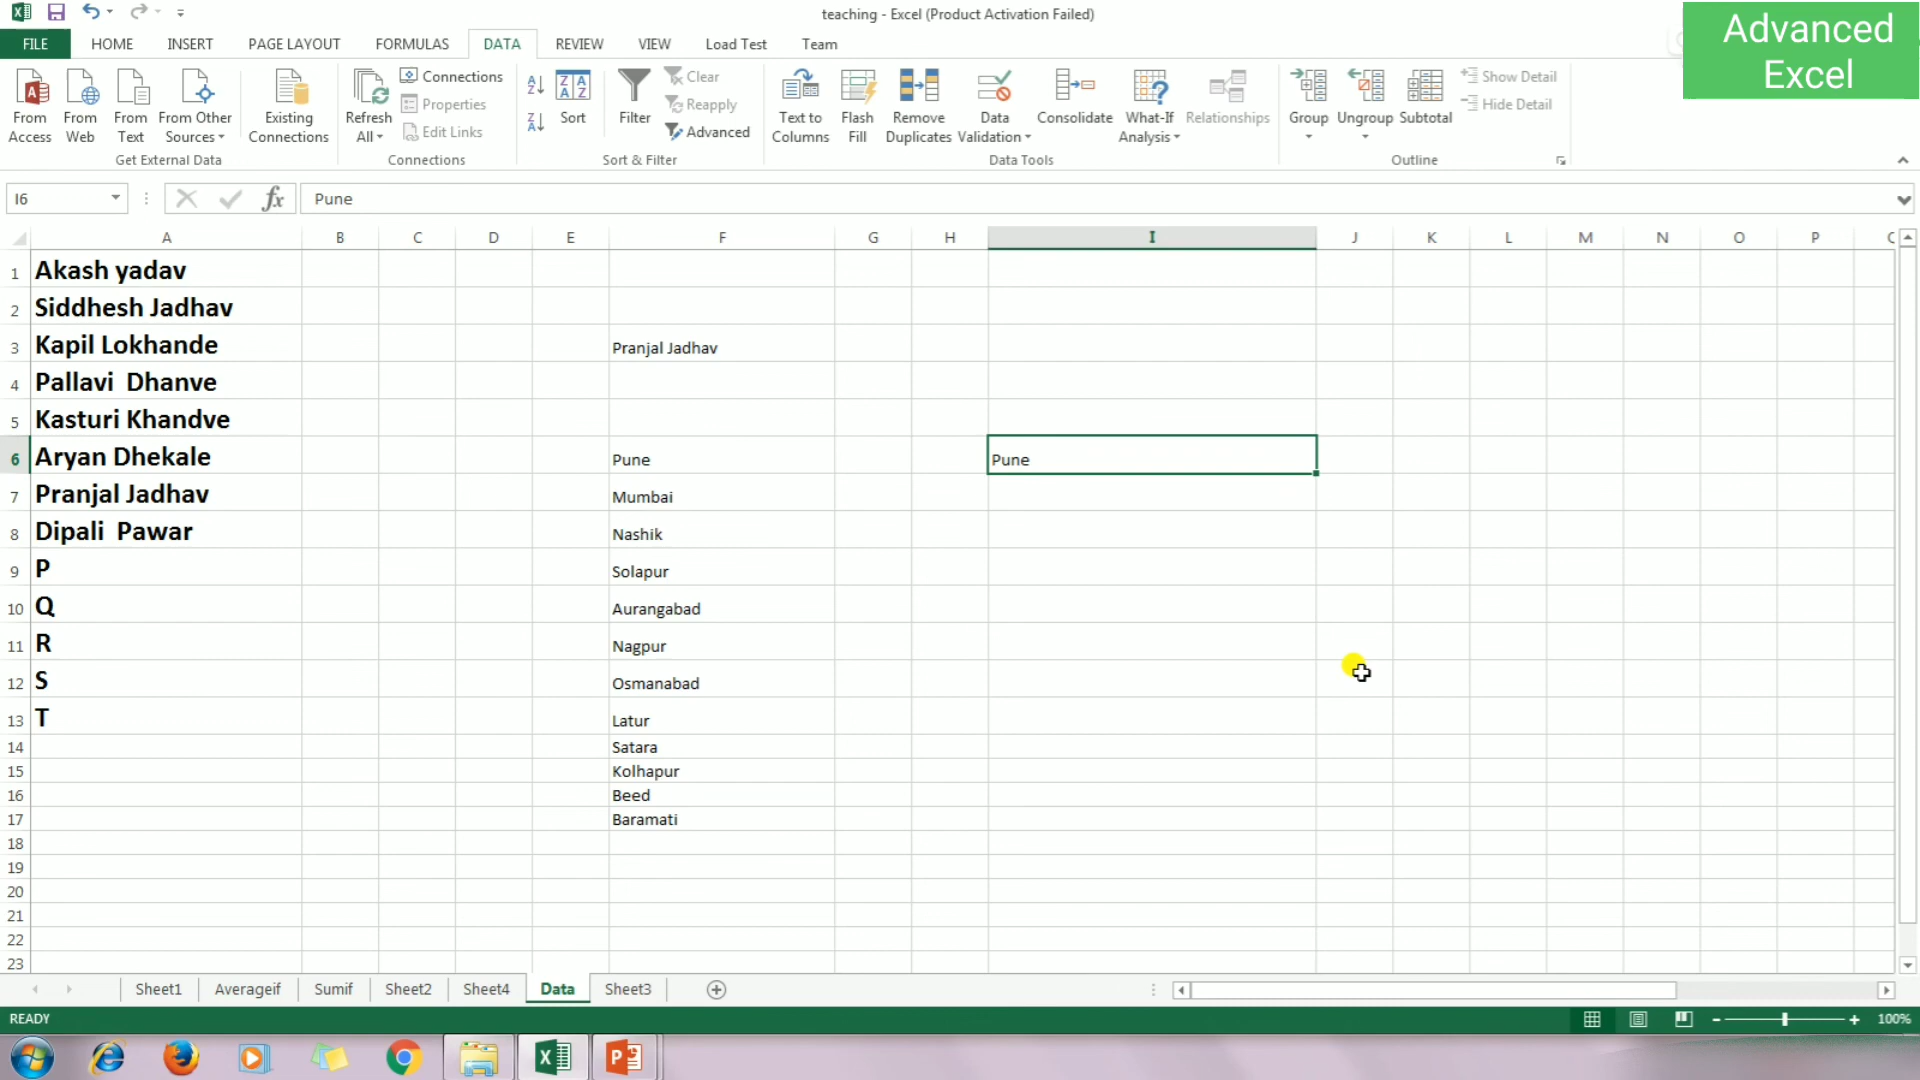 teaching - Excel (Product Activation Failed)
Advanced
Excel
FILE HOME INSERT PAGE LAYOUT FORMULAS DATA REVIEW VIEW Load Test Team
From Access
From Web
From Text
From Other Sources
Get External Data
Existing Connections
Refresh All
Connections
Properties
Edit Links
Connections
Sort
Filter
Clear
Reapply
Advanced
Sort & Filter
Text to Columns
Flash Fill
Remove Duplicates
Data Validation
Consolidate
What-If Analysis
Relationships
Data Tools
Group
Ungroup
Subtotal
Show Detail
Hide Detail
Outline
I6 fx Pune
A B C D E F G H I J K L M N O P
1 Akash yadav
2 Siddhesh Jadhav
3 Kapil Lokhande Pranjal Jadhav
4 Pallavi  Dhanve
5 Kasturi Khandve
6 Aryan Dhekale Pune Pune
7 Pranjal Jadhav Mumbai
8 Dipali  Pawar Nashik
9 P Solapur
10 Q Aurangabad
11 R Nagpur
12 S Osmanabad
13 T Latur
14 Satara
15 Kolhapur
16 Beed
17 Baramati
18
19
20
21
22
23
Sheet1 Averageif Sumif Sheet2 Sheet4 Data Sheet3
READY 100%